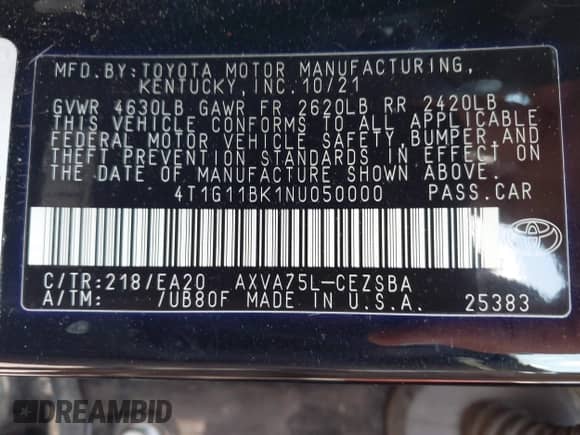 MFD.BY:TOYOTA MOTOR MANUFACTURING,
KENTUCKY,INC.10/21
GVWR 4630LB GAWR FR 2620LB RR 2420LB
THIS VEHICLE CONFORMS TO ALL APPLICABLE
FEDERAL MOTOR VEHICLE SAFETY,BUMPER,AND
THEFT PREVENTION STANDARDS IN EFFECT ON
THE DATE OF MANUFACTURE SHOWN ABOVE.
4T1G11BK1NU050000 PASS.CAR
C/TR:218/EA20 AXVA75L-CEZSBA
A/TM: /UB80F MADE IN U.S.A. 25383
DREAMBID